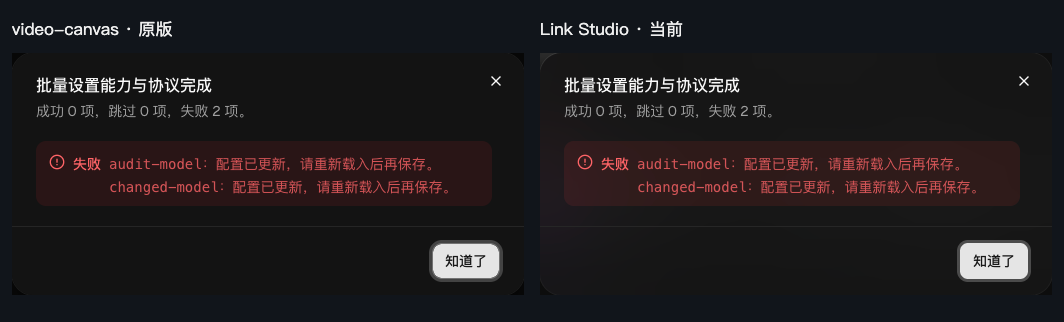 video-canvas · 原版
批量设置能力与协议完成
成功 0 项，跳过 0 项，失败 2 项。
失败 audit-model：配置已更新，请重新载入后再保存。
changed-model：配置已更新，请重新载入后再保存。
知道了
Link Studio · 当前
批量设置能力与协议完成
成功 0 项，跳过 0 项，失败 2 项。
失败 audit-model：配置已更新，请重新载入后再保存。
changed-model：配置已更新，请重新载入后再保存。
知道了